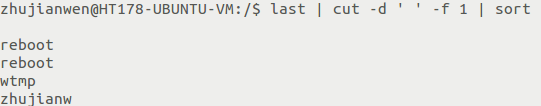 zhujianwen@HT178-UBUNTU-VM:/$ last | cut -d ' ' -f 1 | sort
reboot
reboot
wtmp
zhujianw